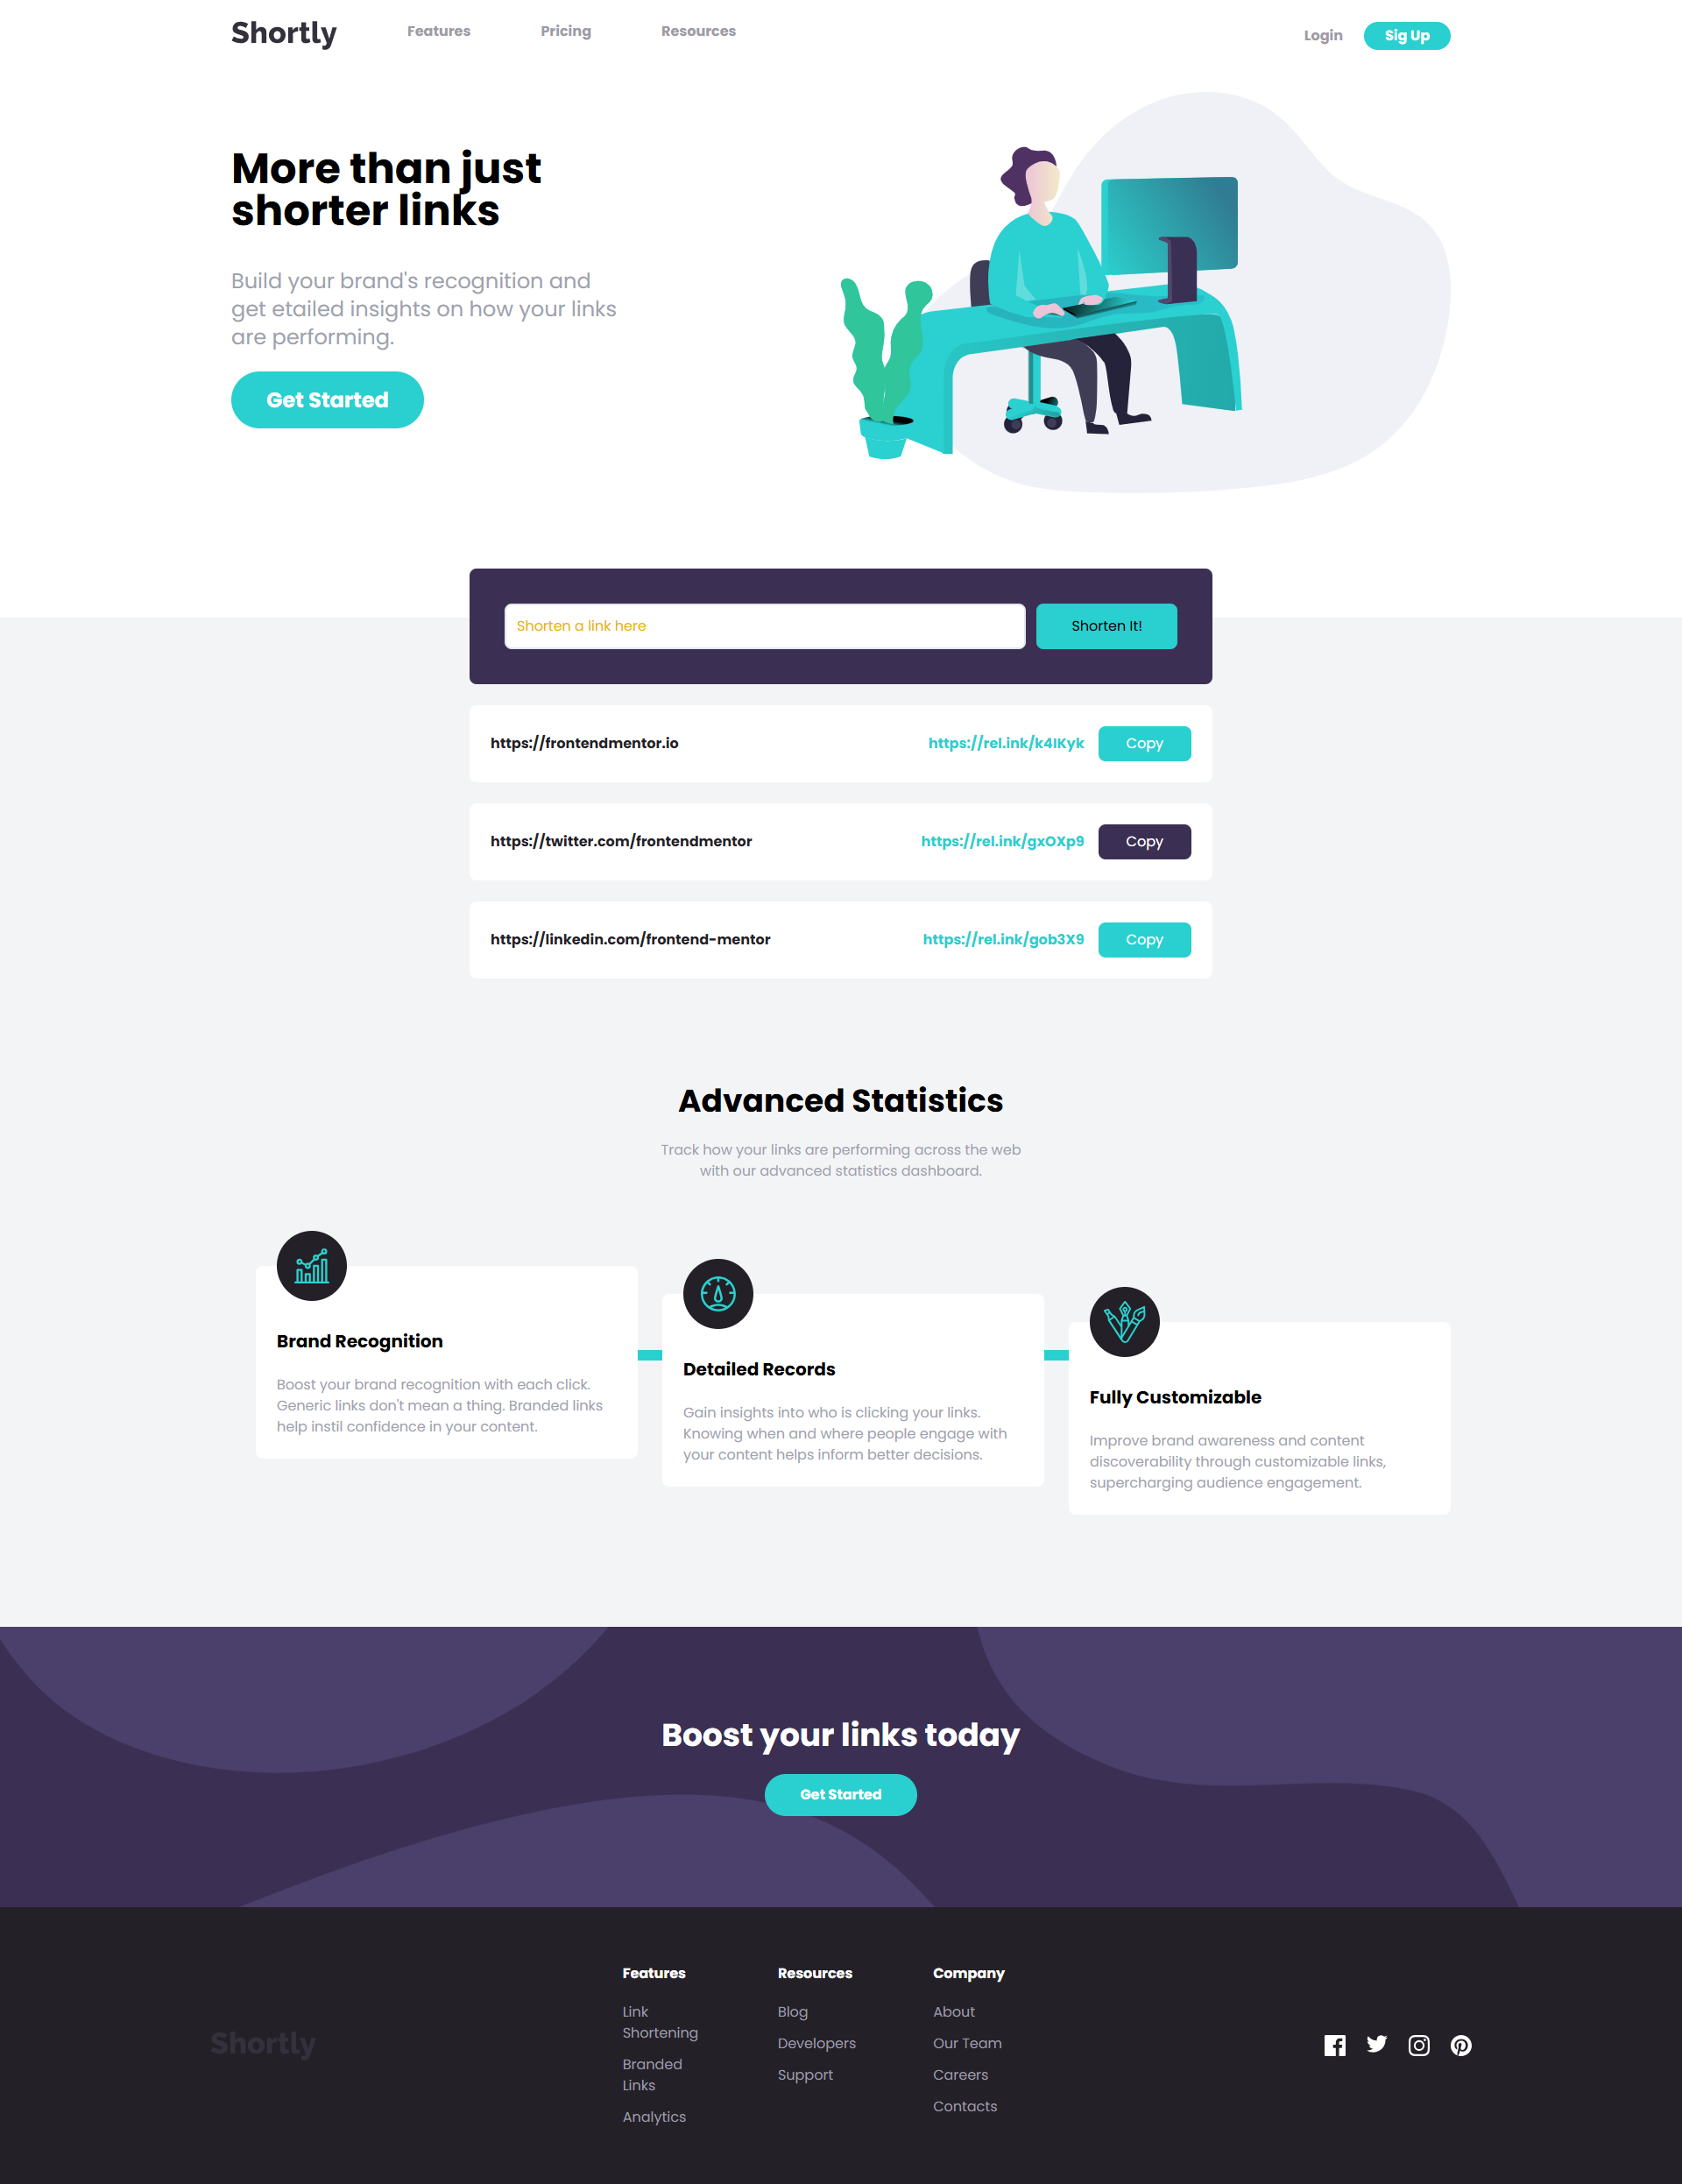 Shortly
Features
Pricing
Resources
Login
Sig Up
More than just
shorter links
Build your brand's recognition and
get etailed insights on how your links
are performing.
Get Started
Shorten a link here
Shorten It!
https://frontendmentor.io
https://rel.ink/k4IKyk
Copy
https://twitter.com/frontendmentor
https://rel.ink/gxOXp9
Copy
https://linkedin.com/frontend-mentor
https://rel.ink/gob3X9
Copy
Advanced Statistics
Track how your links are performing across the web
with our advanced statistics dashboard.
Brand Recognition
Boost your brand recognition with each click.
Generic links don't mean a thing. Branded links
help instil confidence in your content.
Detailed Records
Gain insights into who is clicking your links.
Knowing when and where people engage with
your content helps inform better decisions.
Fully Customizable
Improve brand awareness and content
discoverability through customizable links,
supercharging audience engagement.
Boost your links today
Get Started
Shortly
Features
Link
Shortening
Branded
Links
Analytics
Resources
Blog
Developers
Support
Company
About
Our Team
Careers
Contacts